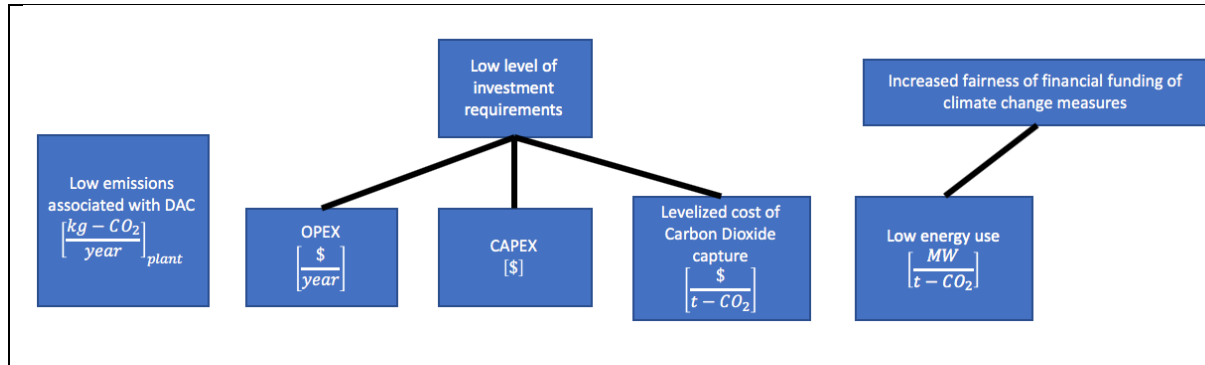 Low level of
investment
requirements
Increased fairness of financial funding of
climate change measures
Low emissions
associated with DAC
[kg − CO₂ / year]plant
OPEX
[$ / year]
CAPEX
[$]
Levelized cost of
Carbon Dioxide
capture
[$ / t − CO₂]
Low energy use
[MW / t − CO₂]